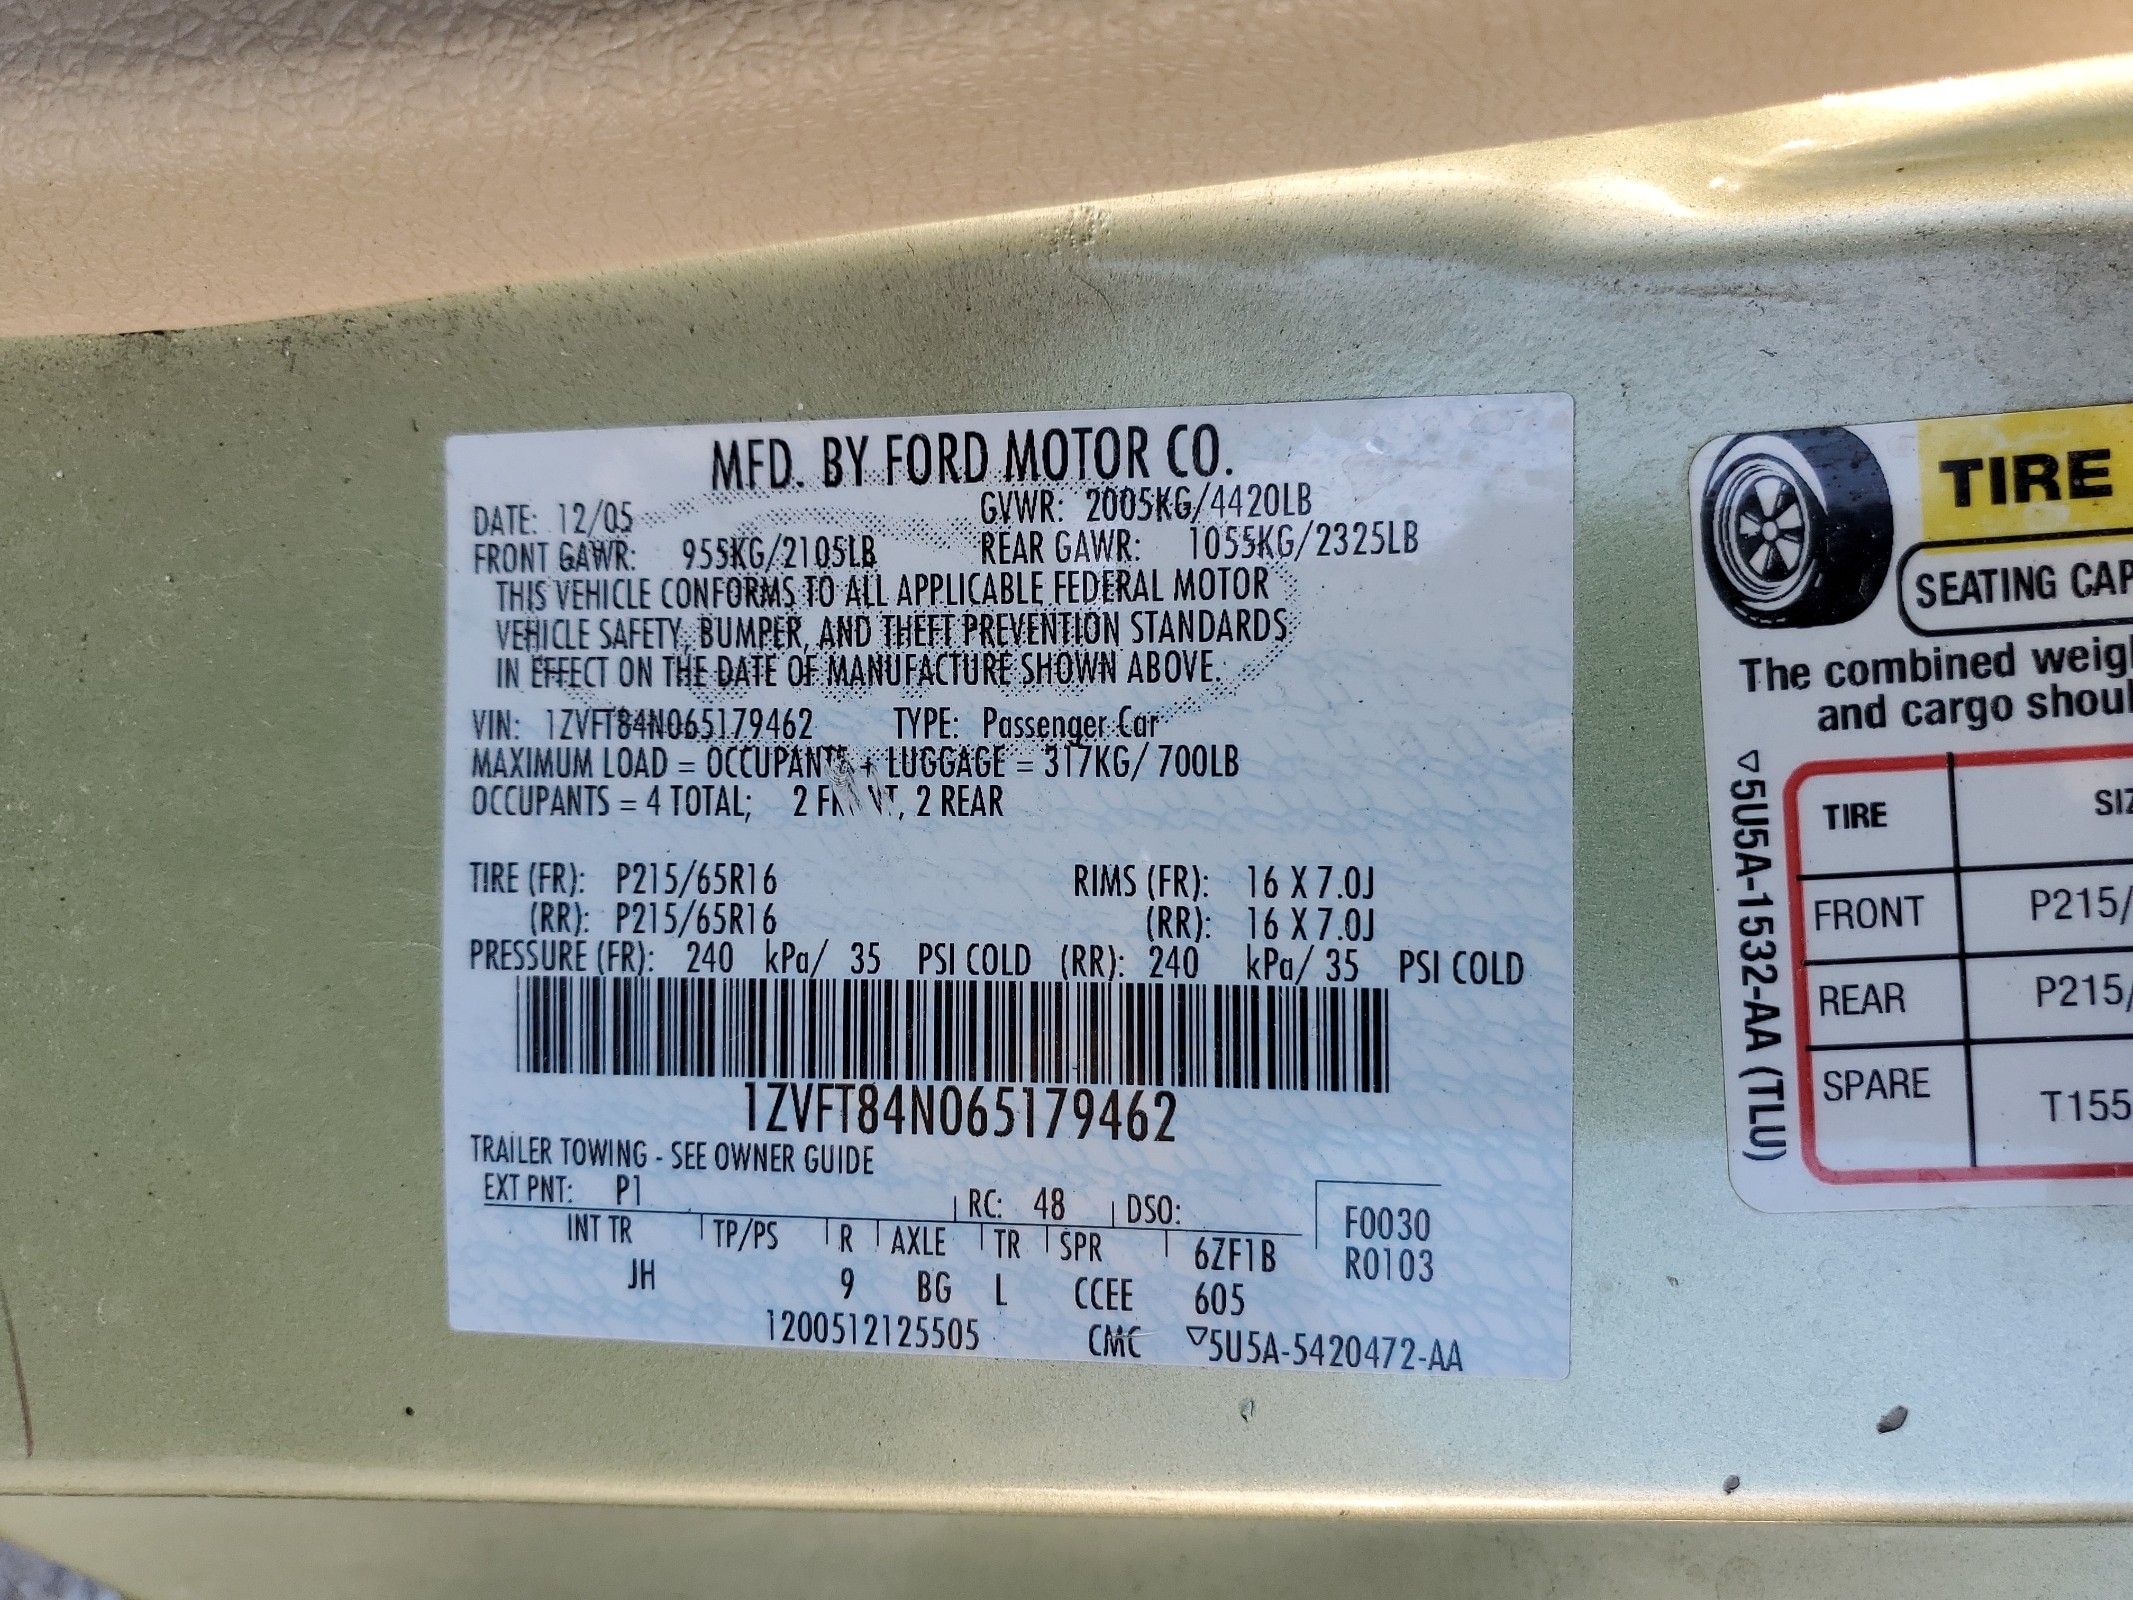 MFD. BY FORD MOTOR CO.
DATE: 12/05 GVWR: 2005KG/4420LB
FRONT GAWR: 955KG/2105LB REAR GAWR: 1055KG/2325LB
THIS VEHICLE CONFORMS TO ALL APPLICABLE FEDERAL MOTOR
VEHICLE SAFETY, BUMPER, AND THEFT PREVENTION STANDARDS
IN EFFECT ON THE DATE OF MANUFACTURE SHOWN ABOVE.
VIN: 1ZVFT84N065179462 TYPE: Passenger Car
MAXIMUM LOAD = OCCUPANTS + LUGGAGE = 317KG/ 700LB
OCCUPANTS = 4 TOTAL; 2 FRONT, 2 REAR
TIRE (FR): P215/65R16 RIMS (FR): 16 X 7.0J
(RR): P215/65R16 (RR): 16 X 7.0J
PRESSURE (FR): 240 kPa/ 35 PSI COLD (RR): 240 kPa/ 35 PSI COLD
1ZVFT84N065179462
TRAILER TOWING - SEE OWNER GUIDE
EXT PNT: P1 RC: 48 DSO: F0030
INT TR TP/PS R AXLE TR SPR 6ZF1B R0103
JH 9 BG L CCEE 605
1200512125505 CMC ▽5U5A-5420472-AA
TIRE
SEATING CAP
The combined weig
and cargo shoul
▽5U5A-1532-AA (TLU)
TIRE SIZ
FRONT P215/
REAR P215/
SPARE T155